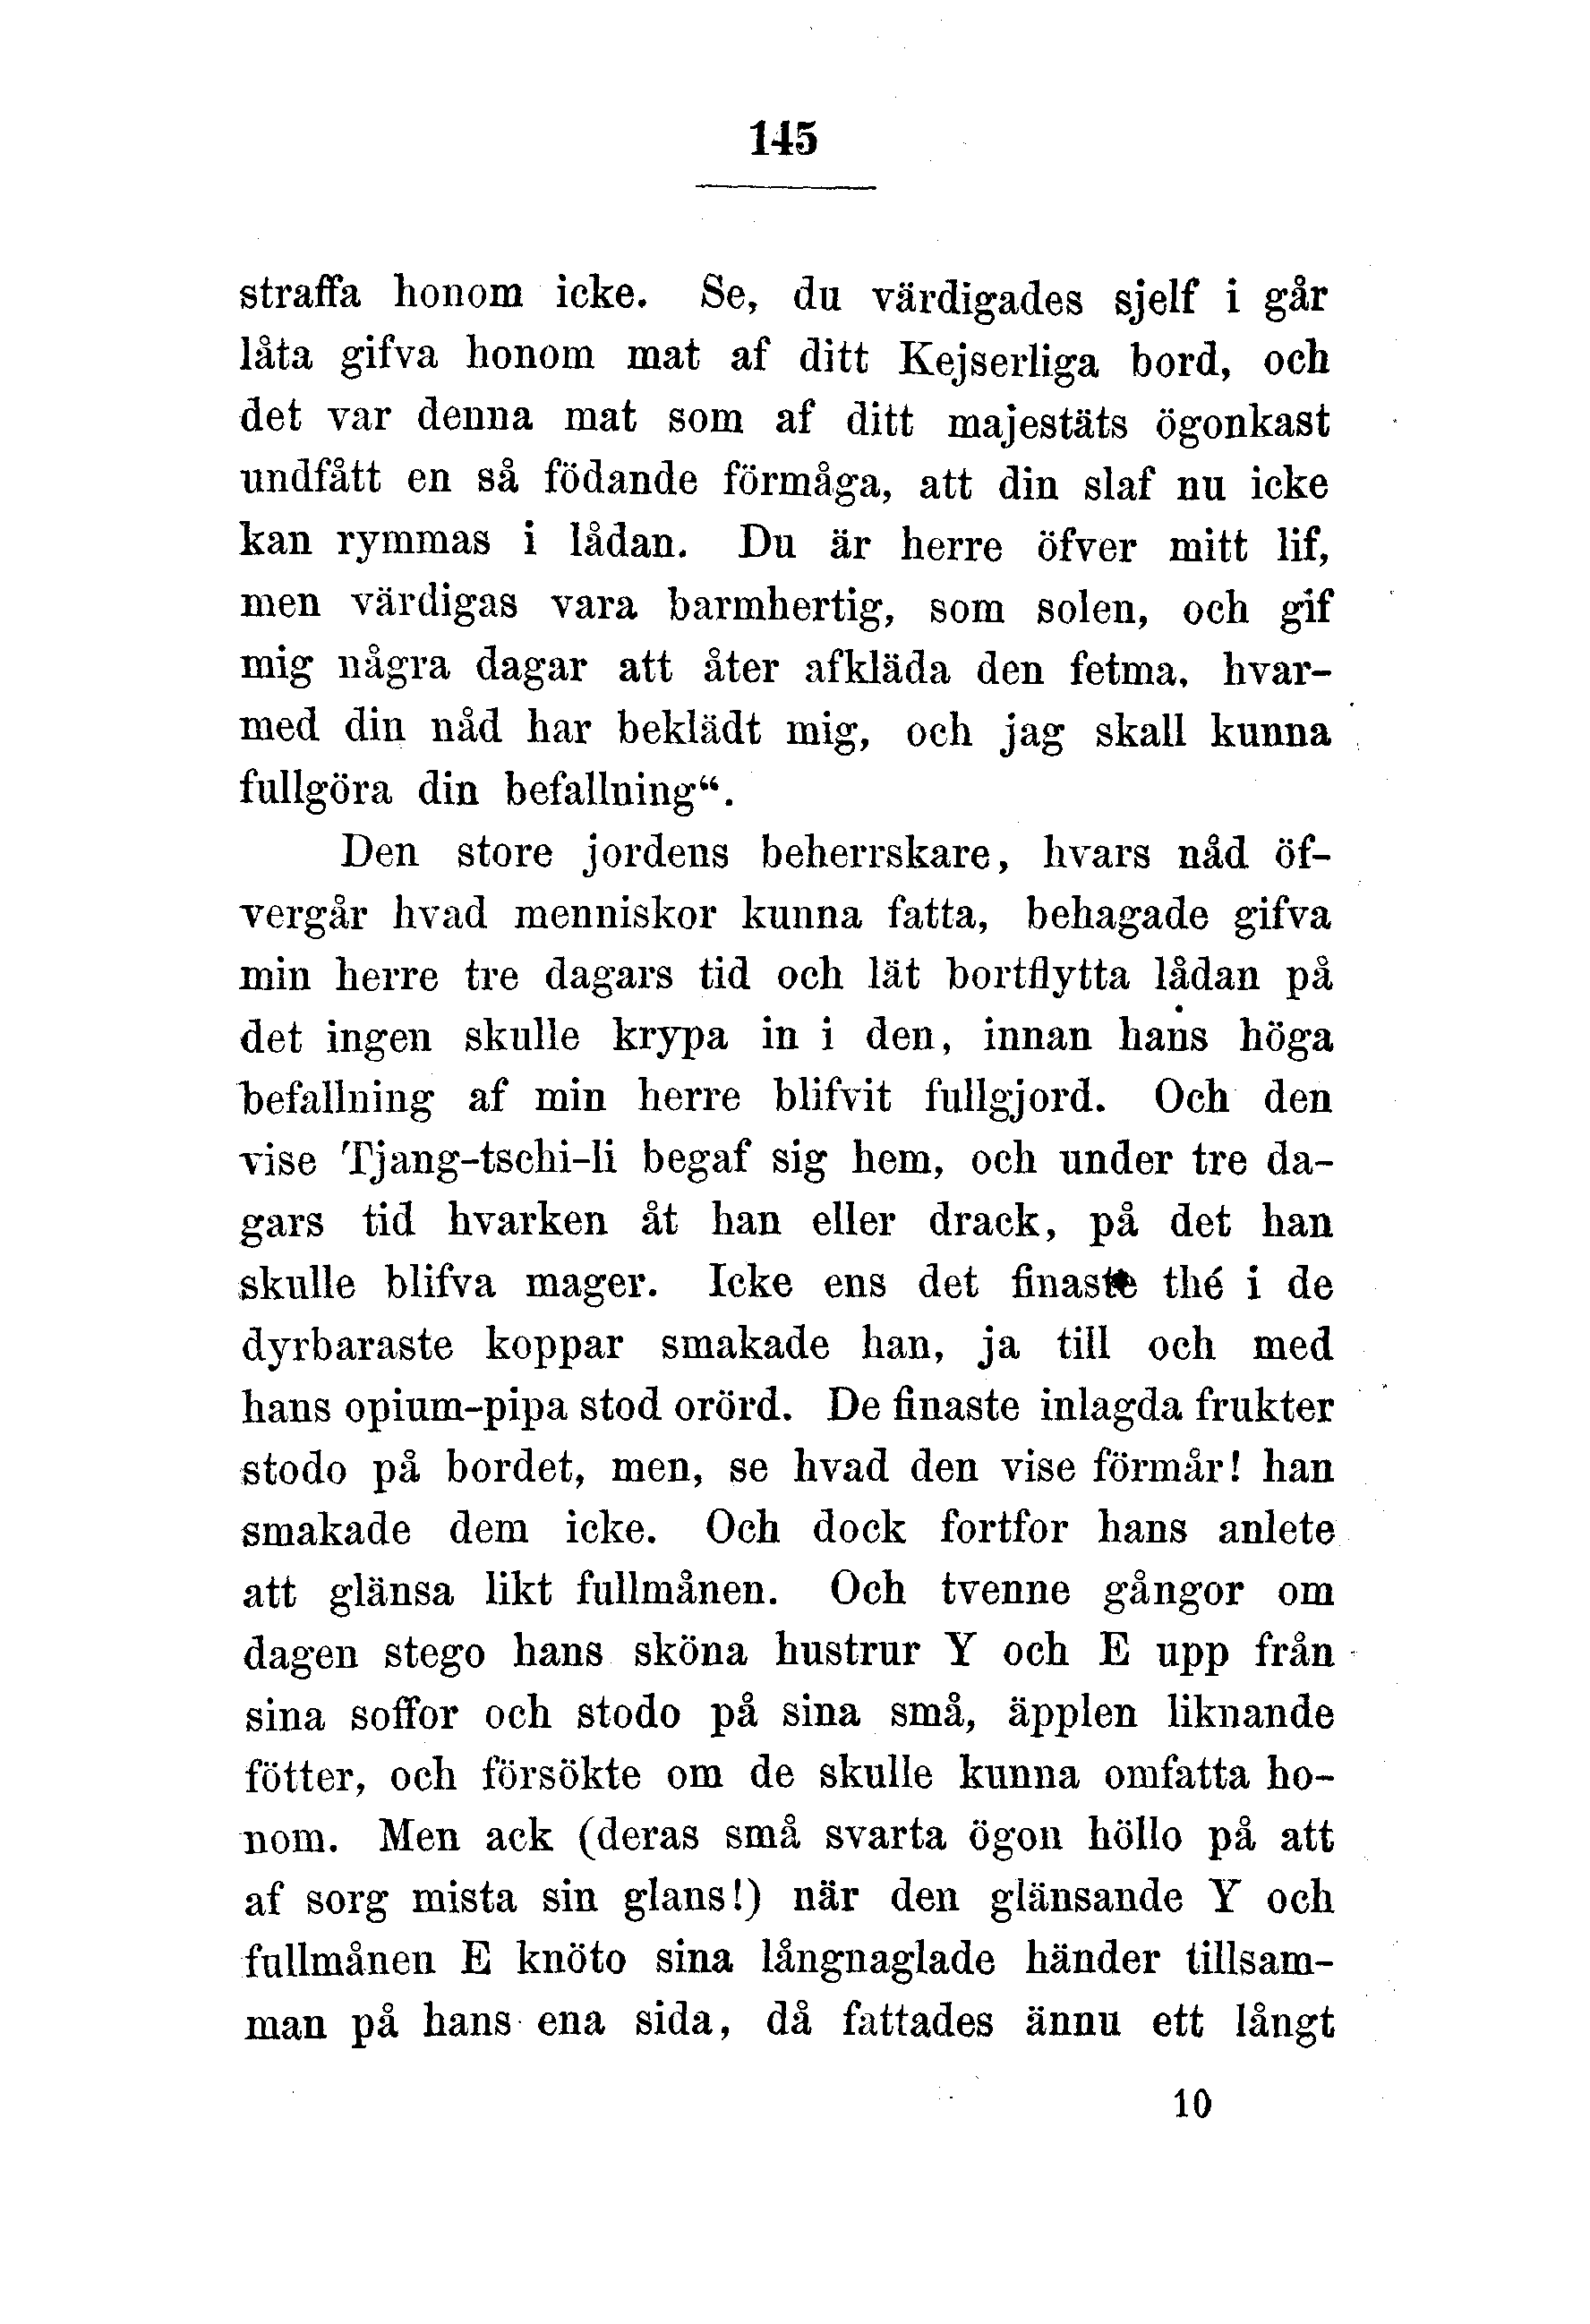 145
straffa honom icke. Se, du värdigades sjelf i går
låta gifva honom mat af ditt Kejserliga bord, och
det var denna mat som af ditt majestäts ögonkast
undfått en så födande förmåga, att din slaf nu icke
kan rymmas i lådan. Du är herre öfver mitt lif,
men värdigas vara barmhertig, som solen, och gif
mig några dagar att åter afkläda den fetma, hvar-
med din nåd har beklädt mig, och jag skall kunna
fullgöra din befallning“.
Den store jordens beherrskare, hvars nåd öf-
vergår hvad menniskor kunna fatta, behagade gifva
min herre tre dagars tid och lät bortflytta lådan på
det ingen skulle krypa in i den, innan hans höga
befallning af min herre blifvit fullgjord. Och den
vise Tjang-tschi-li begaf sig hem, och under tre da-
gars tid hvarken åt han eller drack, på det han
skulle blifva mager. Icke ens det finaste thé i de
dyrbaraste koppar smakade han, ja till och med
hans opium-pipa stod orörd. De finaste inlagda frukter
stodo på bordet, men, se hvad den vise förmår! han
smakade dem icke. Och dock fortfor hans anlete
att glänsa likt fullmånen. Och tvenne gångor om
dagen stego hans sköna hustrur Y och E upp från
sina soffor och stodo på sina små, äpplen liknande
fötter, och försökte om de skulle kunna omfatta ho-
nom. Men ack (deras små svarta ögon höllo på att
af sorg mista sin glans!) när den glänsande Y och
fullmånen E knöto sina långnaglade händer tillsam-
man på hans ena sida, då fattades ännu ett långt
10